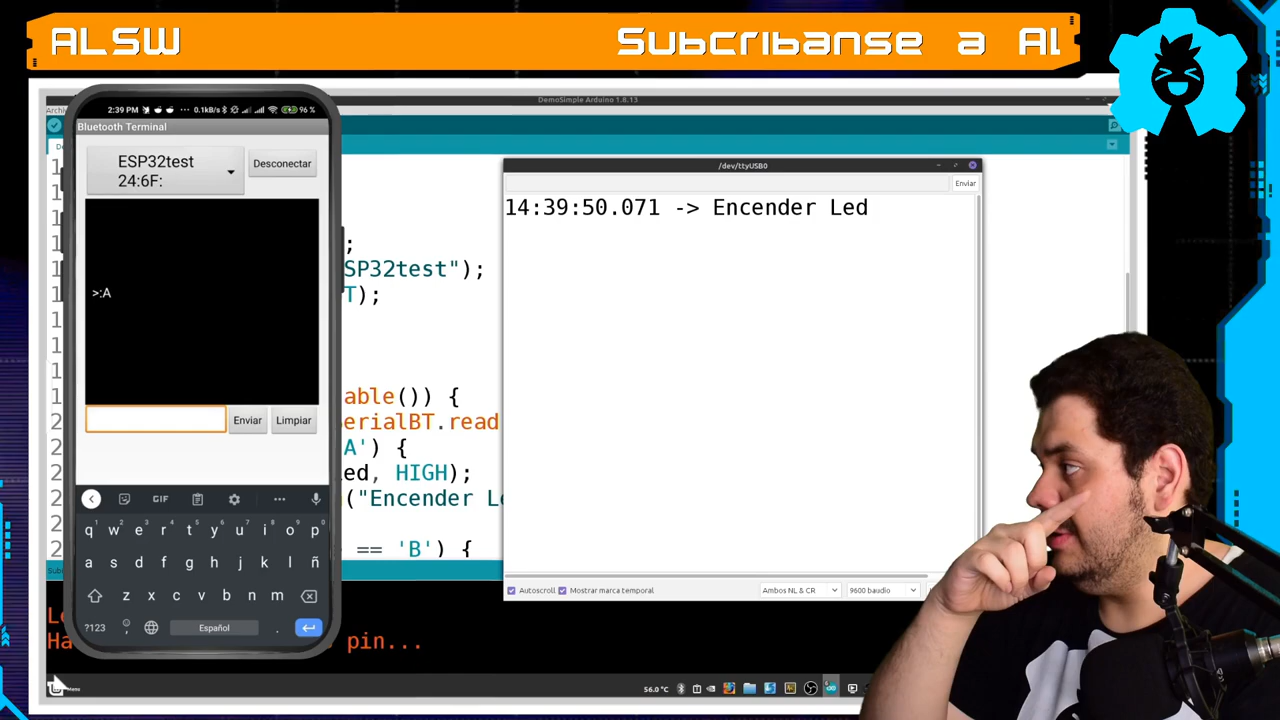 ALSW
Subcribanse a Al
DemoSimple Arduino 1.8.13
2:39 PM
0.1kB/s
96 %
Bluetooth Terminal
ESP32test
24:6F:
Desconectar
>:A
Enviar
Limpiar
GIF
q w e r t y u i o p
a s d f g h j k l ñ
z x c v b n m
?123
Español
/dev/ttyUSB0
Enviar
14:39:50.071 -> Encender Led
Autoscroll
Mostrar marca temporal
Ambos NL & CR
9600 baudio
;
SP32test");
T);
able()) {
erialBT.read
A') {
ed, HIGH);
("Encender Le
== 'B') {
pin...
56.0 °C
Menu